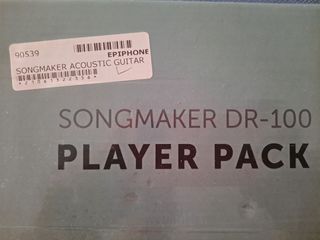 90539 EPIPHONE
SONGMAKER ACOUSTIC GUITAR
SONGMAKER DR-100
PLAYER PACK